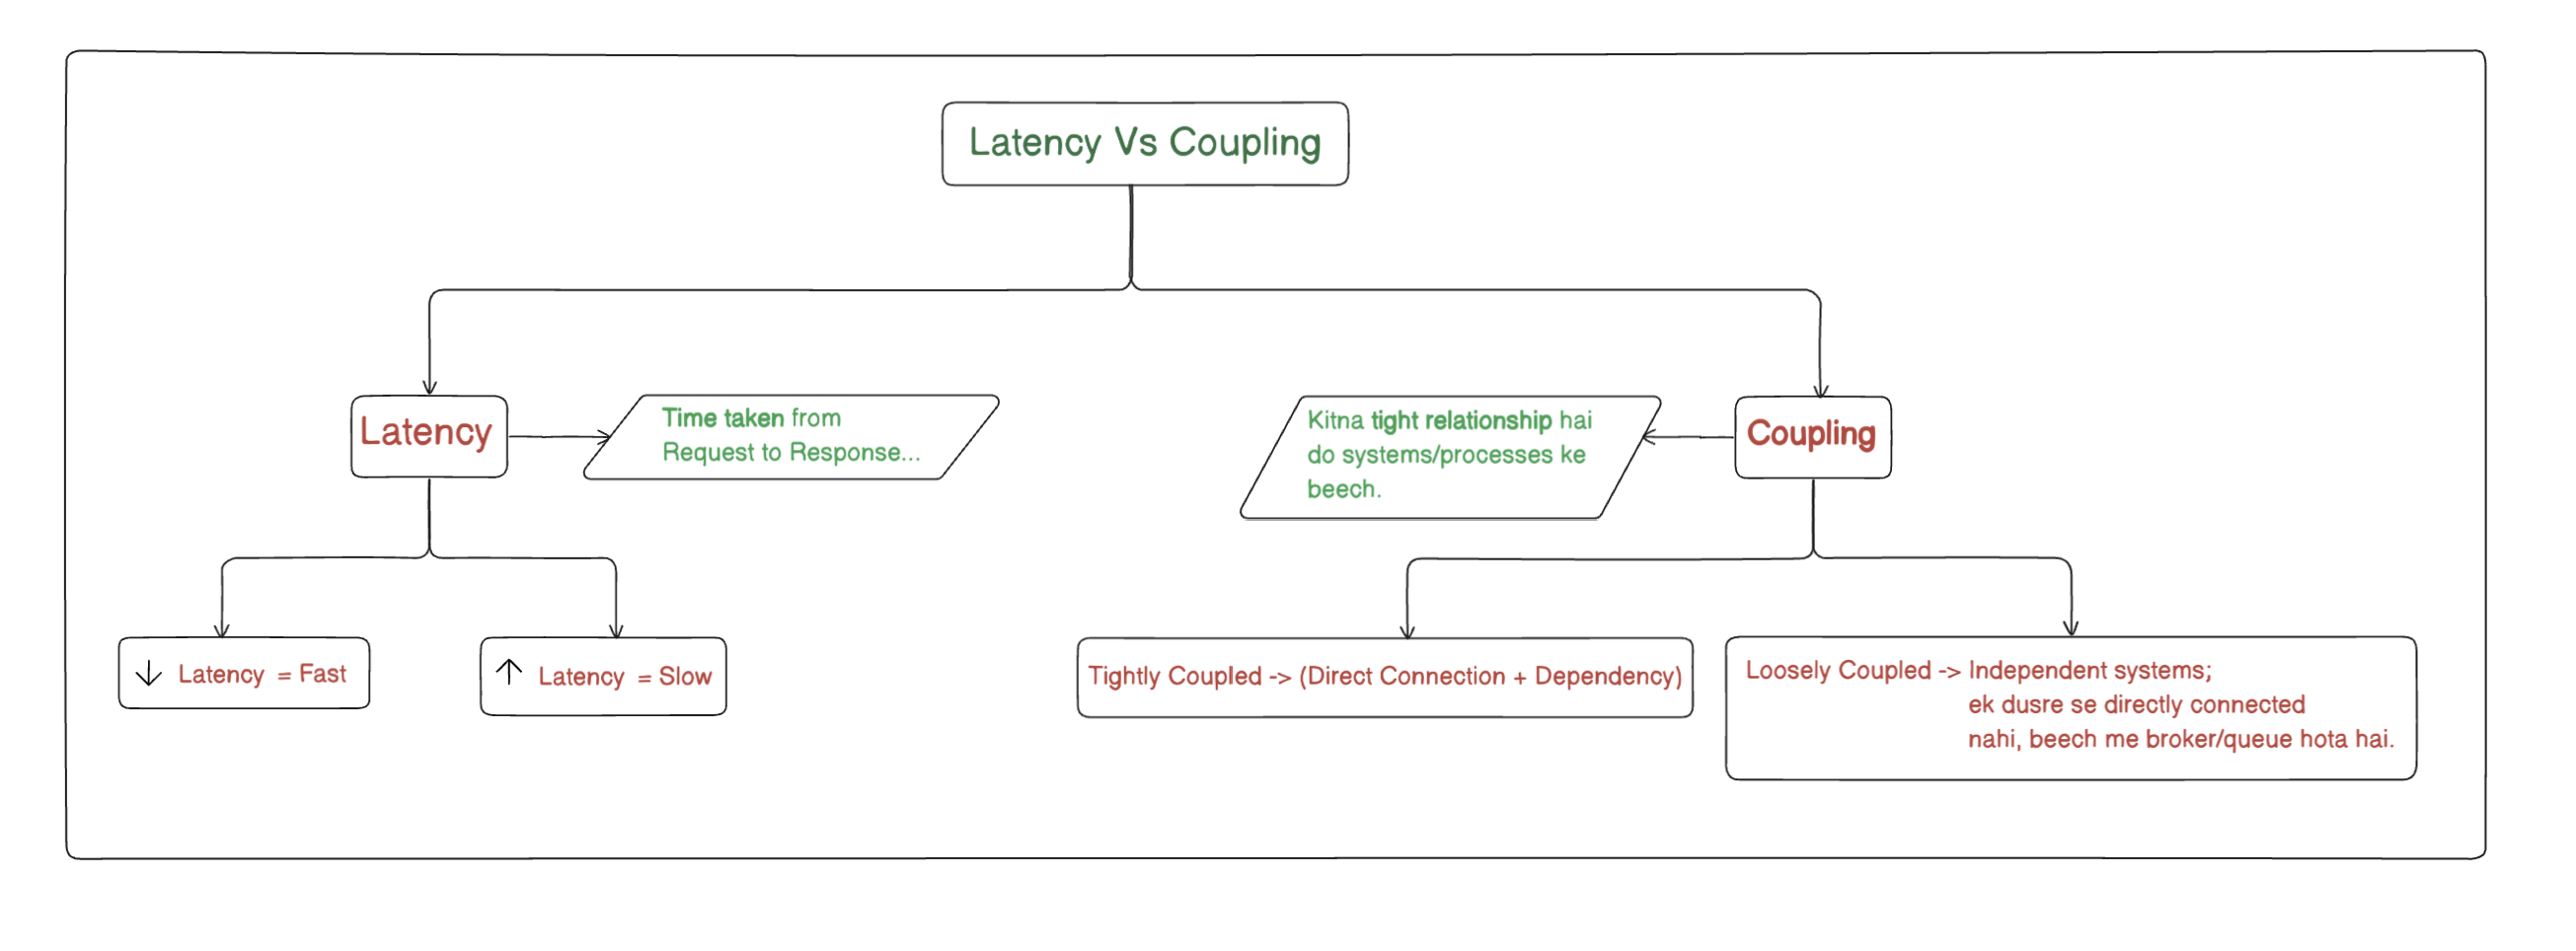 Latency Vs Coupling
Latency
Time taken from
Request to Response...
Kitna tight relationship hai
do systems/processes ke
beech.
Coupling
↓ Latency = Fast
↑ Latency = Slow
Tightly Coupled -> (Direct Connection + Dependency)
Loosely Coupled -> Independent systems;
ek dusre se directly connected
nahi, beech me broker/queue hota hai.